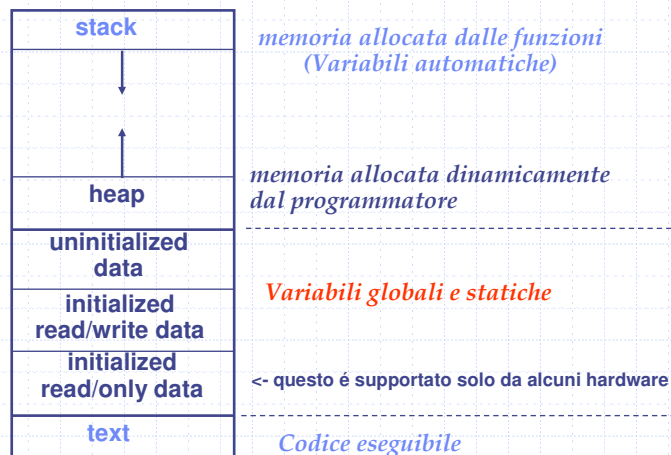 stack
memoria allocata dalle funzioni
(Variabili automatiche)
memoria allocata dinamicamente
dal programmatore
heap
uninitialized
data
Variabili globali e statiche
initialized
read/write data
initialized
read/only data
<- questo é supportato solo da alcuni hardware
text
Codice eseguibile